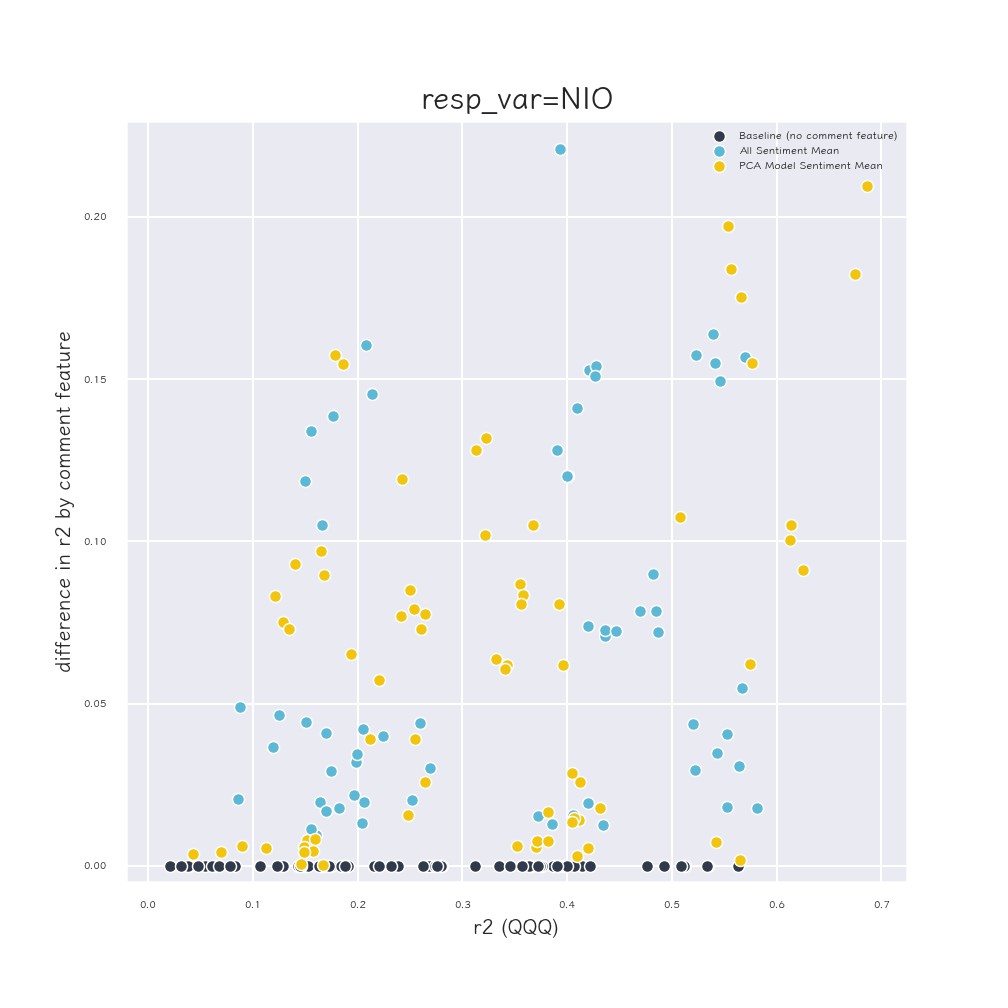 resp_var=NIO
Baseline (no comment feature)
All Sentiment Mean
PCA Model Sentiment Mean
difference in r2 by comment feature
0.20
0.15
0.10
0.05
0.00
0.0 0.1 0.2 0.3 0.4 0.5 0.6 0.7
r2 (QQQ)